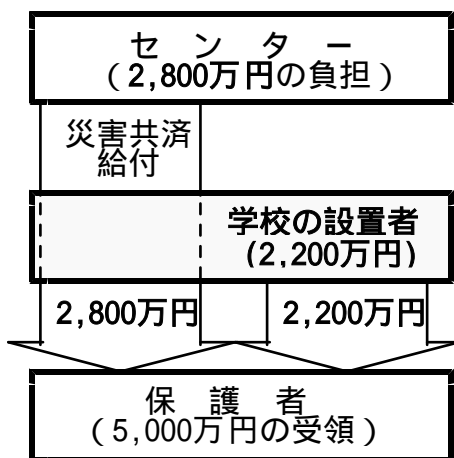 センター
（2,800万円の負担）
災害共済
給付
学校の設置者
(2,200万円)
2,800万円
2,200万円
保護者
（5,000万円の受領）